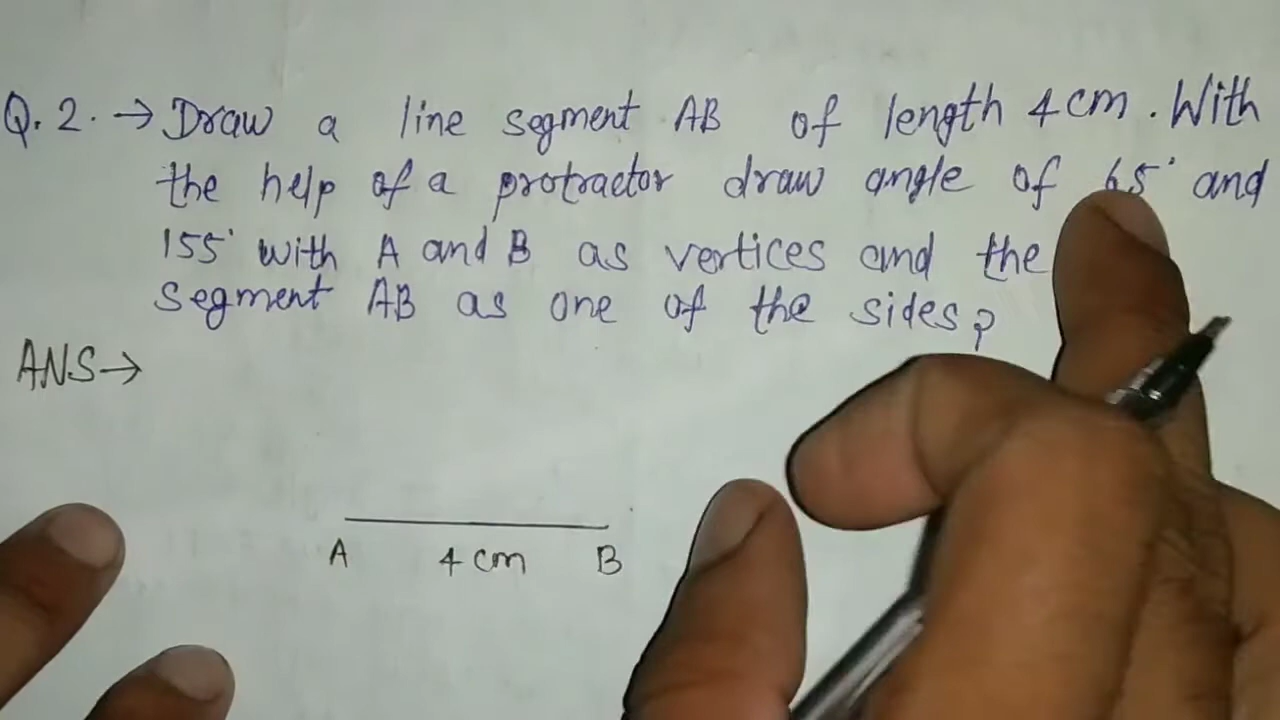 Q. 2. → Draw a line segment AB of length 4 cm. With
the help of a protractor draw angle of 65° and
155° with A and B as vertices and the
segment AB as one of the sides?
ANS →
A 4 cm B